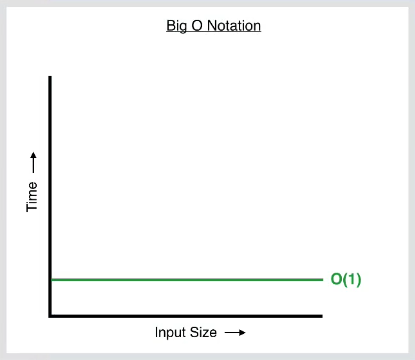 Big O Notation
Time →
O(1)
Input Size →